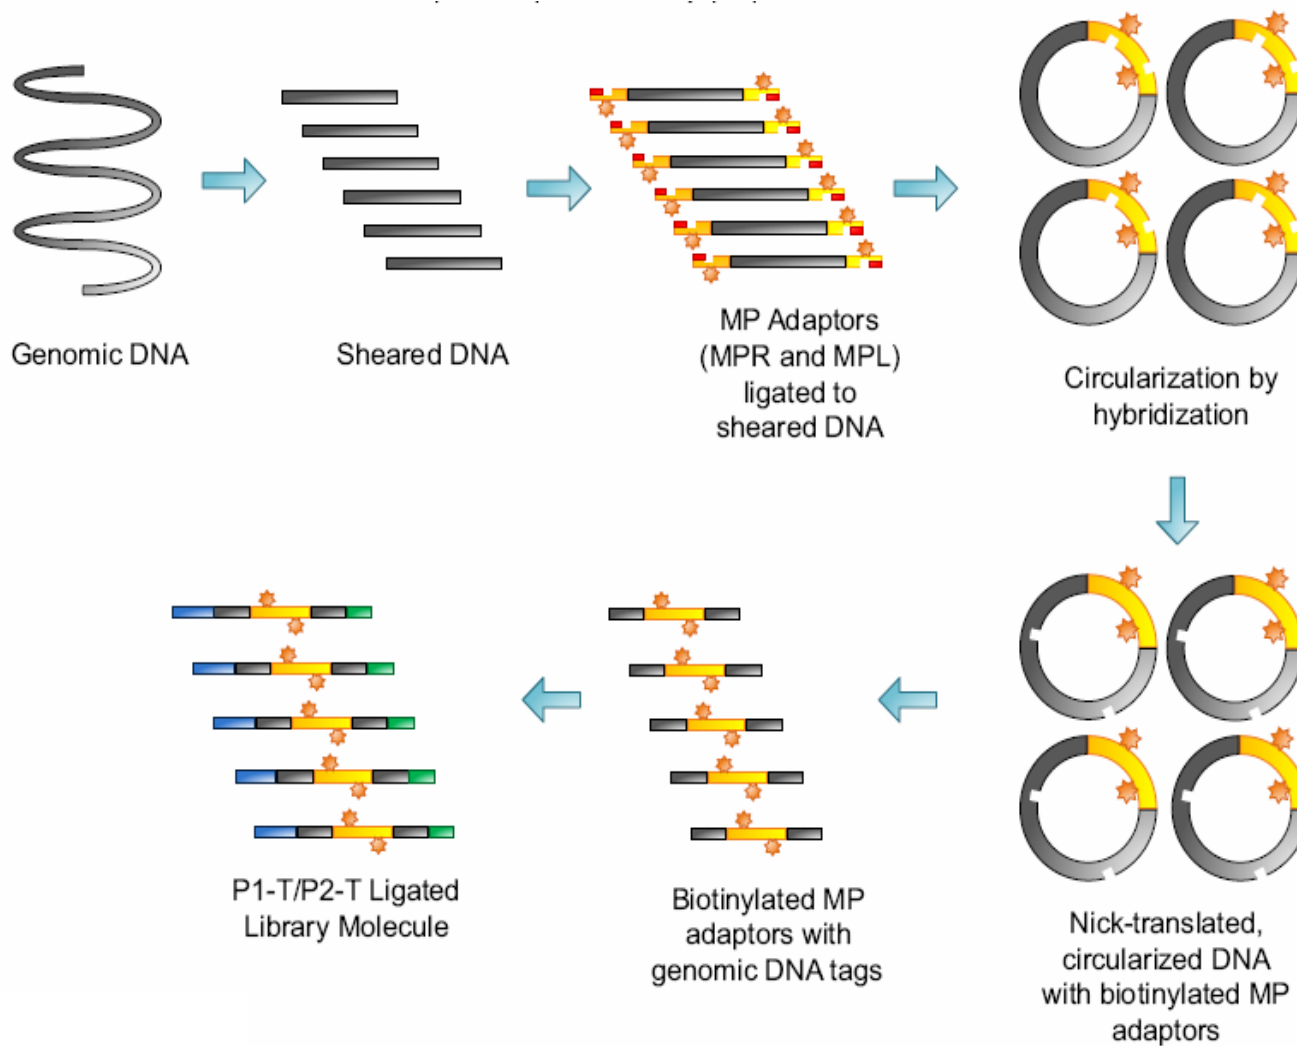 Genomic DNA
Sheared DNA
MP Adaptors
(MPR and MPL)
ligated to
sheared DNA
Circularization by
hybridization
P1-T/P2-T Ligated
Library Molecule
Biotinylated MP
adaptors with
genomic DNA tags
Nick-translated,
circularized DNA
with biotinylated MP
adaptors